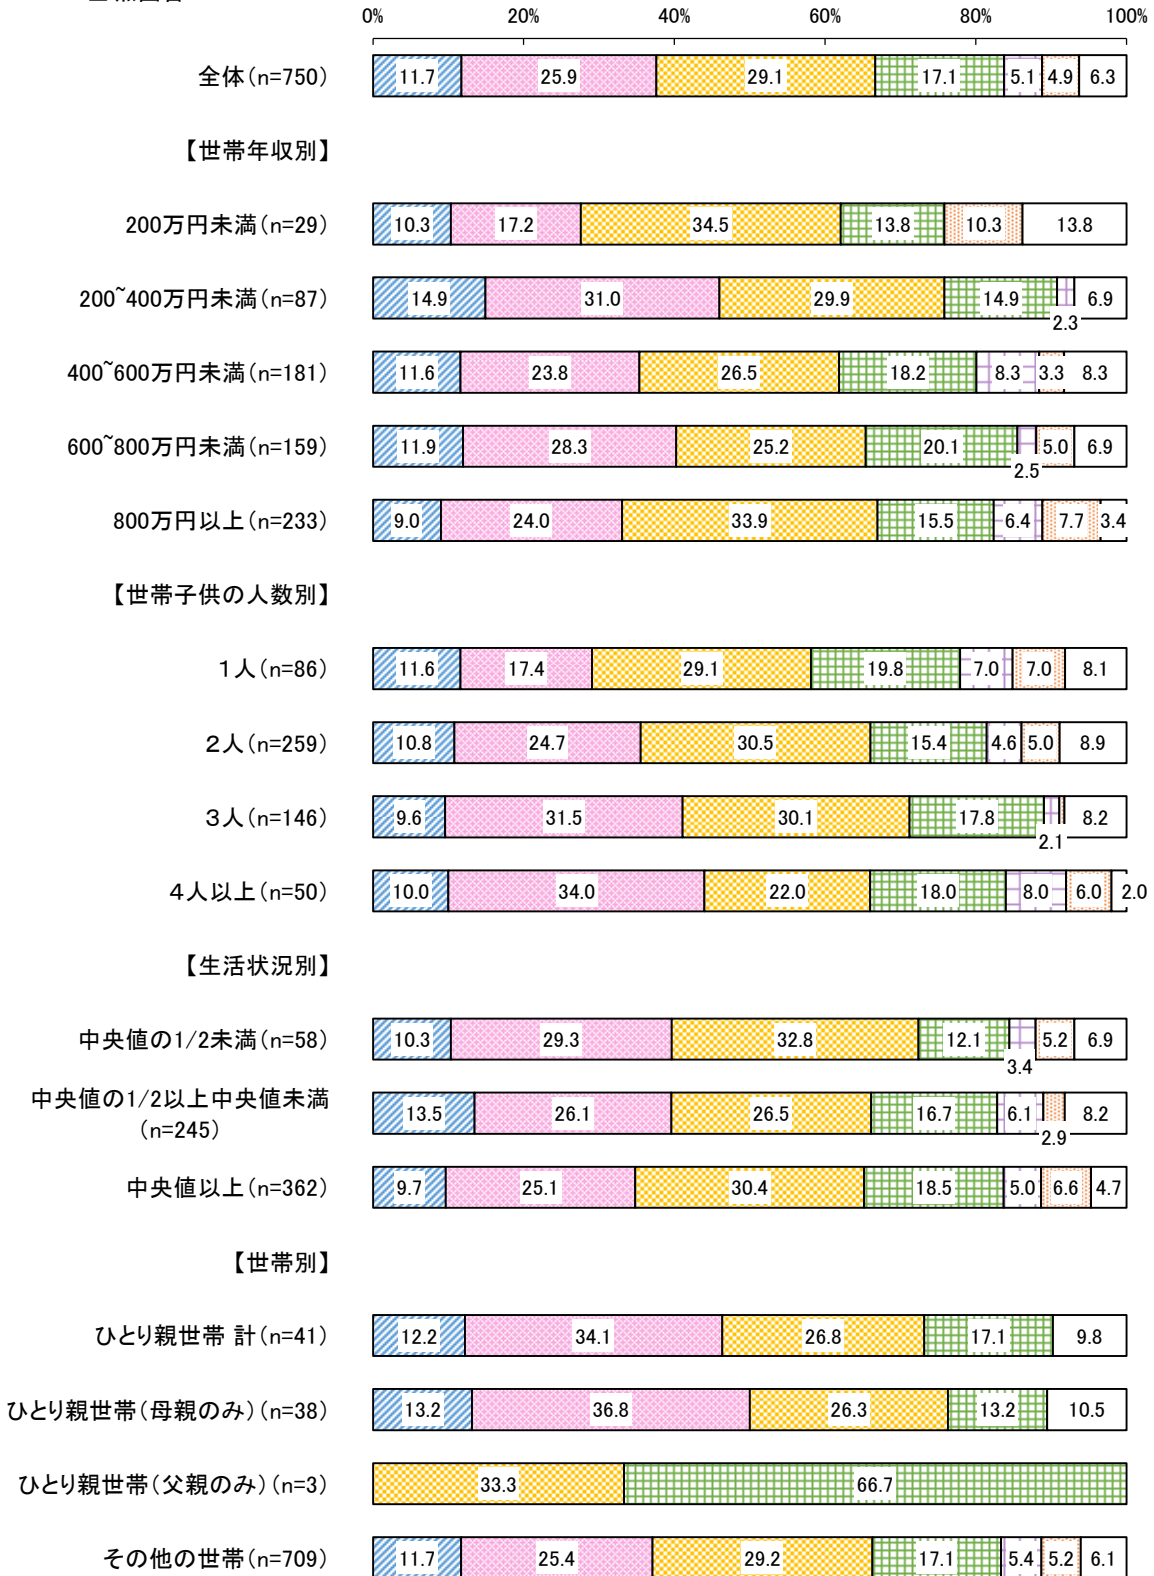 0% 20% 40% 60% 80% 100%
全体(n=750) 11.7 25.9 29.1 17.1 5.1 4.9 6.3
【世帯年収別】
200万円未満(n=29) 10.3 17.2 34.5 13.8 10.3 13.8
200~400万円未満(n=87) 14.9 31.0 29.9 14.9 2.3 6.9
400~600万円未満(n=181) 11.6 23.8 26.5 18.2 8.3 3.3 8.3
600~800万円未満(n=159) 11.9 28.3 25.2 20.1 2.5 5.0 6.9
800万円以上(n=233) 9.0 24.0 33.9 15.5 6.4 7.7 3.4
【世帯子供の人数別】
1人(n=86) 11.6 17.4 29.1 19.8 7.0 7.0 8.1
2人(n=259) 10.8 24.7 30.5 15.4 4.6 5.0 8.9
3人(n=146) 9.6 31.5 30.1 17.8 2.1 8.2
4人以上(n=50) 10.0 34.0 22.0 18.0 8.0 6.0 2.0
【生活状況別】
中央値の1/2未満(n=58) 10.3 29.3 32.8 12.1 3.4 5.2 6.9
中央値の1/2以上中央値未満
(n=245) 13.5 26.1 26.5 16.7 6.1 2.9 8.2
中央値以上(n=362) 9.7 25.1 30.4 18.5 5.0 6.6 4.7
【世帯別】
ひとり親世帯 計(n=41) 12.2 34.1 26.8 17.1 9.8
ひとり親世帯(母親のみ)(n=38) 13.2 36.8 26.3 13.2 10.5
ひとり親世帯(父親のみ)(n=3) 33.3 66.7
その他の世帯(n=709) 11.7 25.4 29.2 17.1 5.4 5.2 6.1